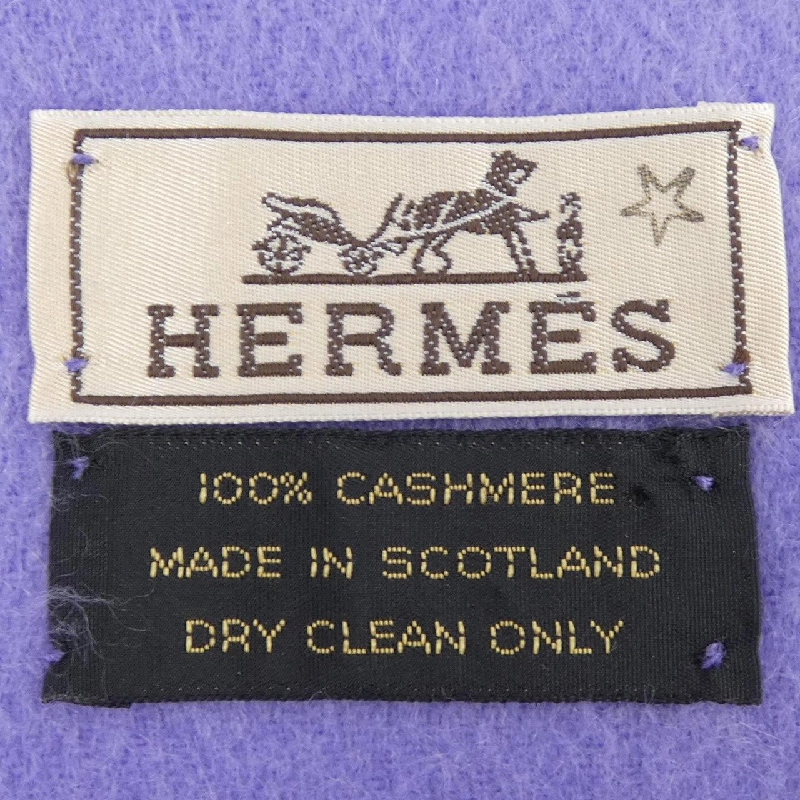 HERMÈS
100% CASHMERE
MADE IN SCOTLAND
DRY CLEAN ONLY